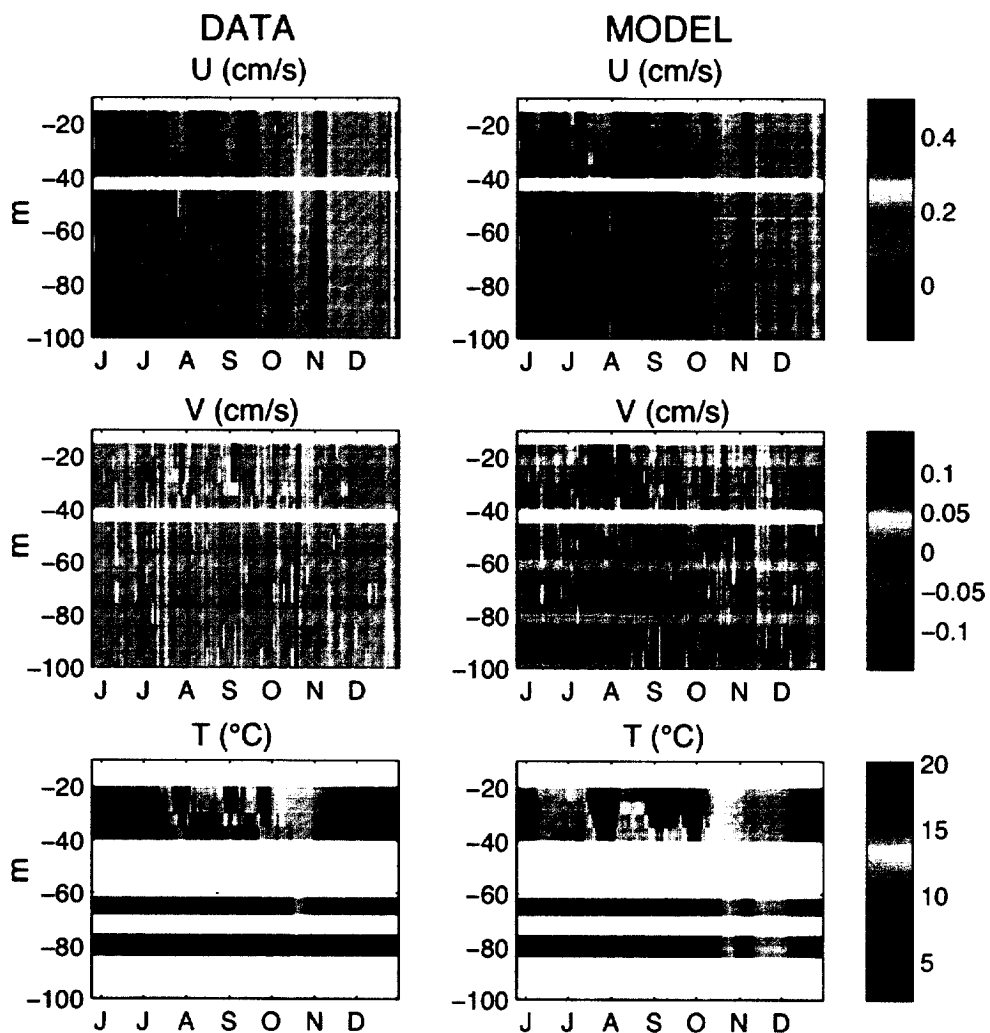 DATA MODEL
U (cm/s) U (cm/s)
-20 -20 0.4
-40 -40
m
0.2
-60 -60
-80 -80 0
-100 -100
J J A S O N D J J A S O N D
V (cm/s) V (cm/s)
-20 -20 0.1
-40 -40 0.05
m
0
-60 -60
-80 -80 -0.05
-0.1
-100 -100
J J A S O N D J J A S O N D
T (°C) T (°C)
-20 -20 20
-40 -40 15
m
-60 -60 10
-80 -80
5
-100 -100
J J A S O N D J J A S O N D